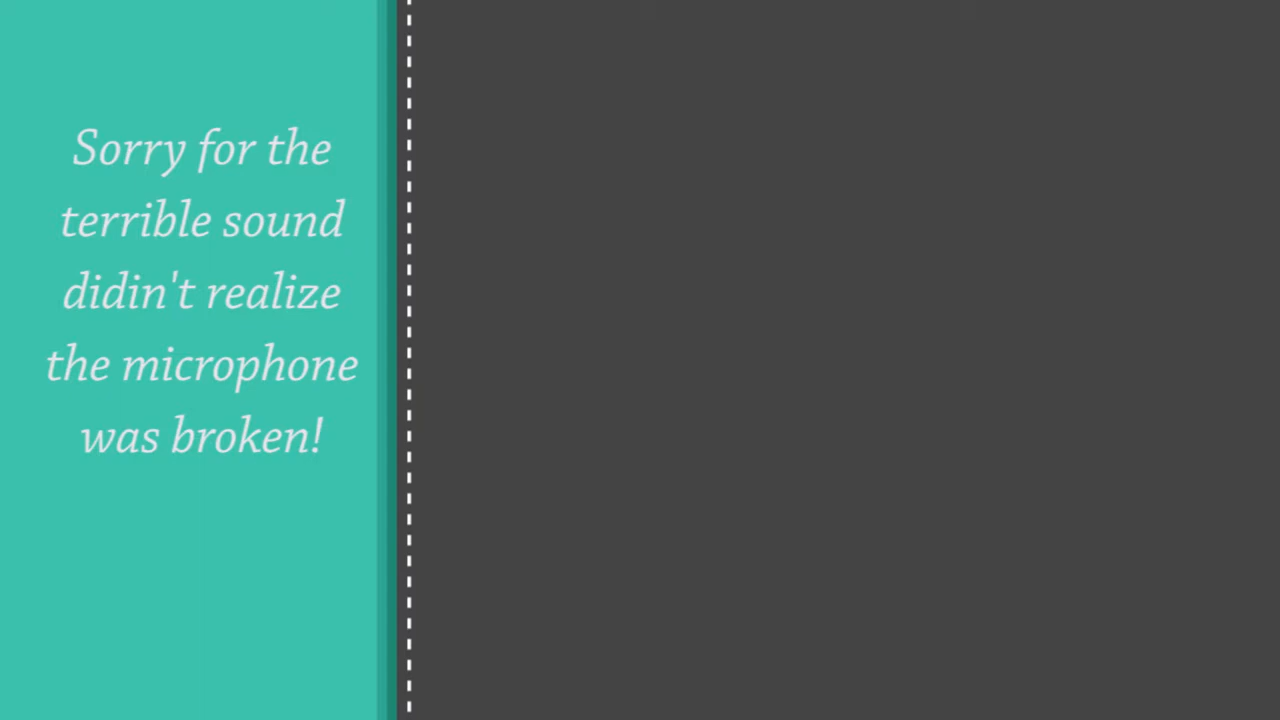 Sorry for the
terrible sound
didin't realize
the microphone
was broken!